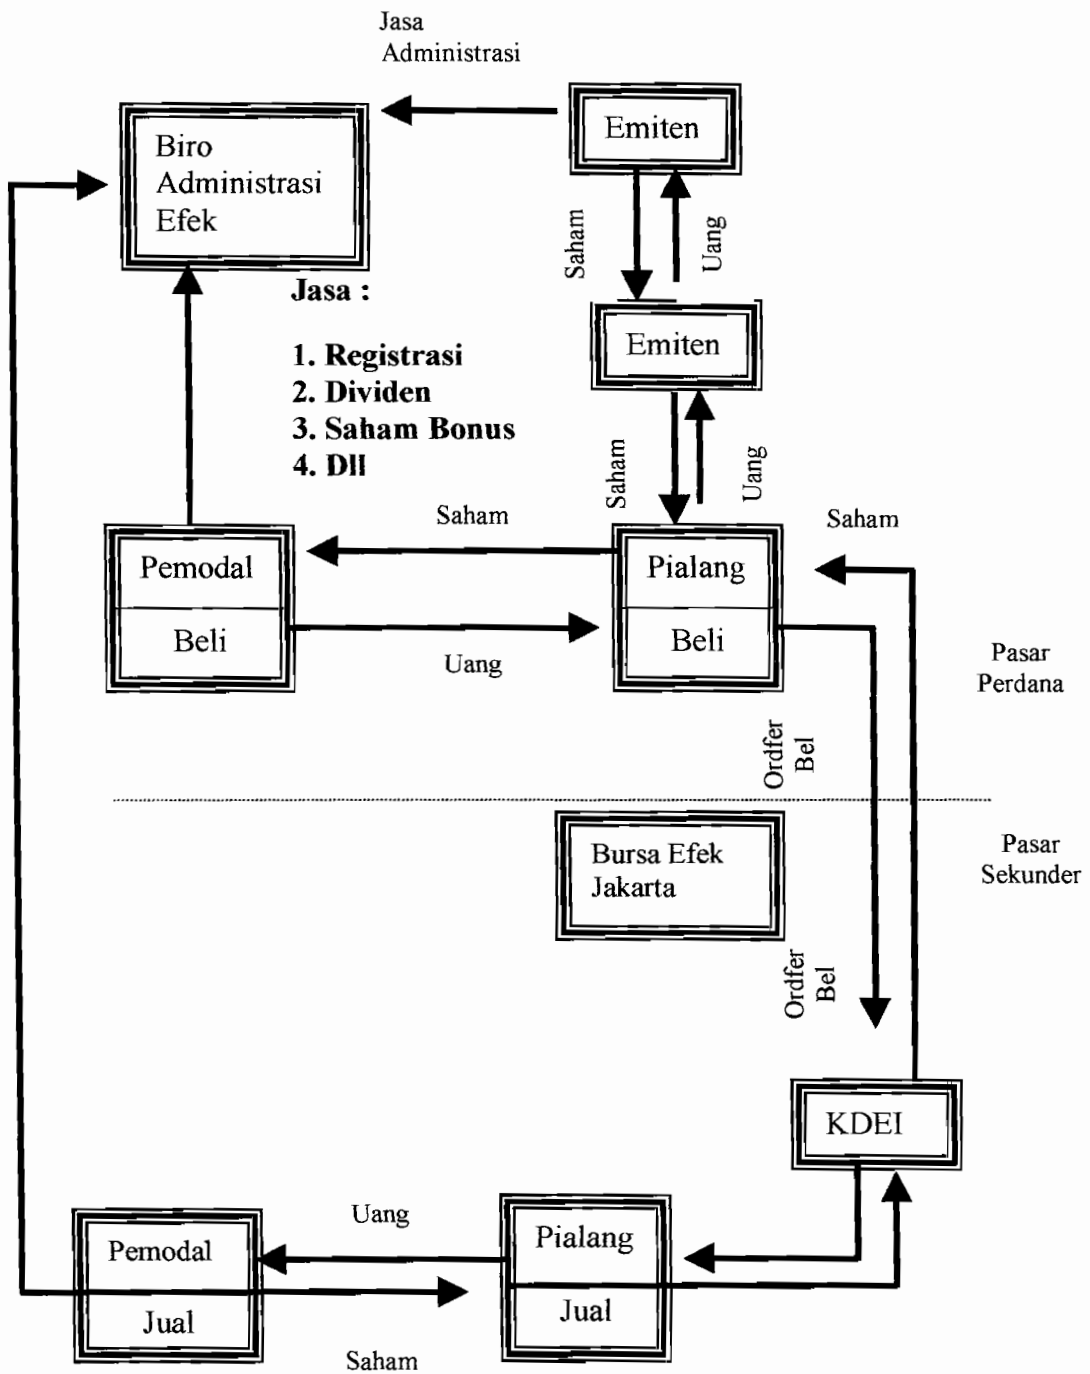 Jasa
Administrasi
Emiten
Biro
Administrasi
Efek
Saham
Uang
Jasa :
Emiten
1. Registrasi
2. Dividen
3. Saham Bonus
4. Dll
Saham
Uang
Saham
Saham
Pemodal
Beli
Pialang
Beli
Uang
Pasar
Perdana
Ordfer
Bel
Bursa Efek
Jakarta
Pasar
Sekunder
Ordfer
Bel
KDEI
Uang
Pemodal
Jual
Pialang
Jual
Saham